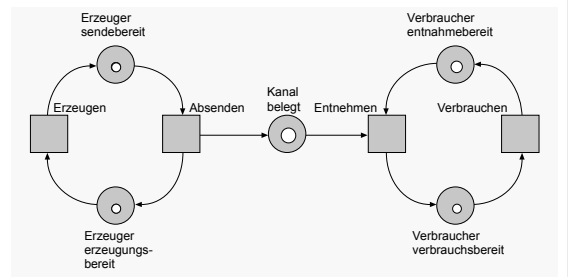 Erzeuger
sendebereit
Verbraucher
entnahmebereit
Erzeugen
Absenden
Kanal
belegt
Entnehmen
Verbrauchen
Erzeuger
erzeugungs-
bereit
Verbraucher
verbrauchsbereit